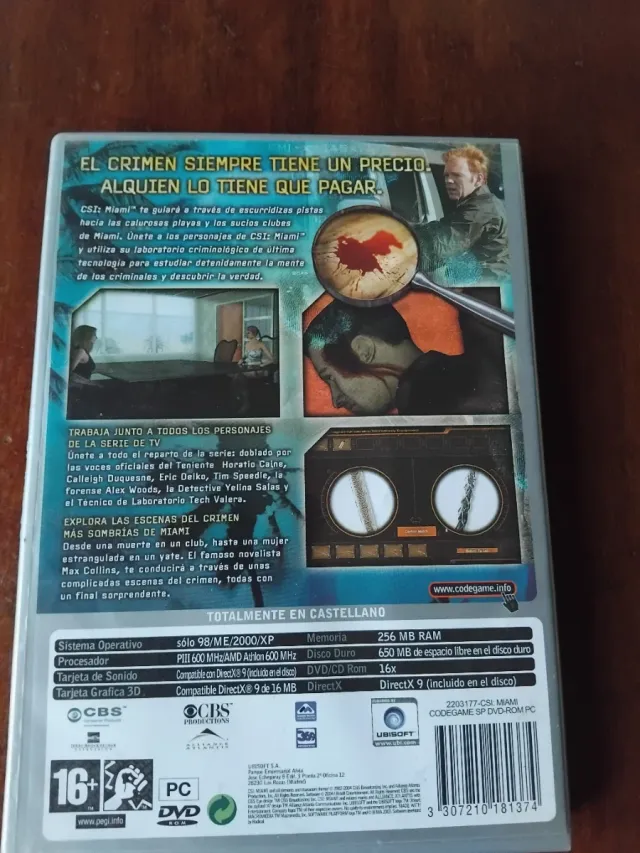 EL CRIMEN SIEMPRE TIENE UN PRECIO.
ALGUIEN LO TIENE QUE PAGAR.
CSI: Miami™ te guiará a través de escurridizas pistas
hacia las calurosas playas y los sucios clubes
de Miami. Únete a los personajes de CSI: Miami™
y utiliza su laboratorio criminológico de última
tecnología para estudiar detenidamente la mente
de los criminales y descubrir la verdad.
TRABAJA JUNTO A TODOS LOS PERSONAJES
DE LA SERIE DE TV
Únete a todo el reparto de la serie: doblado por
las voces oficiales del Teniente Horatio Caine,
Calleigh Duquesne, Eric Delko, Tim Speedle, la
forense Alex Woods, la Detective Yelina Salas y
el Técnico de Laboratorio Tech Valera.
EXPLORA LAS ESCENAS DEL CRIMEN
MÁS SOMBRÍAS DE MIAMI
Desde una muerte en un club, hasta una mujer
estrangulada en un yate. El famoso novelista
Max Collins, te conducirá a través de unas
complicadas escenos del crimen, todas con
un final sorprendente.
www.codegame.info
TOTALMENTE EN CASTELLANO
Sistema Operativo sólo 98/ME/2000/XP Memoria 256 MB RAM
Procesador PIII 600 MHz/AMD Athlon 600 MHz Disco Duro 650 MB de espacio libre en el disco duro
Tarjeta de Sonido Compatible con DirectX® 9 (incluido en el disco) DVD/CD Rom 16x
Tarjeta Grafica 3D Compatible DirectX® 9 de 16 MB DirectX DirectX 9 (incluido en el disco)
CBS
CBS
PRODUCTIONS
ALLIANCE ATLANTIS
369
UBISOFT
www.ubi.com
2203177-CSI. MIAMI
CODEGAME SP DVD-ROM PC
16+
www.pegi.info
PC
DVD
ROM
UBISOFT S.A.
3 307210 181374